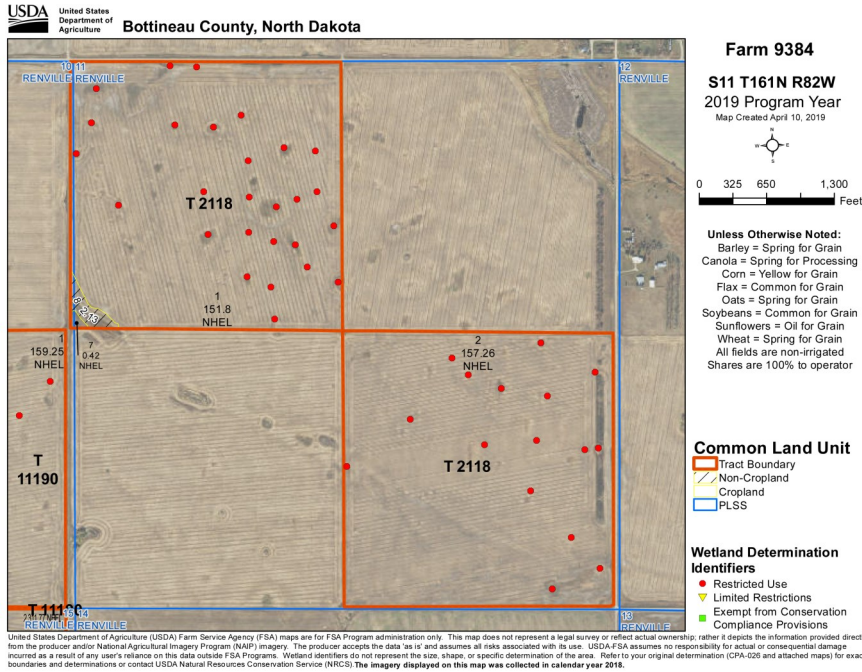 USDA
United States
Department of
Agriculture
Bottineau County, North Dakota
10
11
RENVILLE
RENVILLE
12
RENVILLE
T 2118
1
151.8
NHEL
8
2.13
7
0.42
NHEL
1
159.25
NHEL
2
157.26
NHEL
T
11190
T 2118
T 11190
15
14
RENVILLE
RENVILLE
13
RENVILLE
Farm 9384
S11 T161N R82W
2019 Program Year
Map Created April 10, 2019
N
W
E
S
0 325 650 1,300
Feet
Unless Otherwise Noted:
Barley = Spring for Grain
Canola = Spring for Processing
Corn = Yellow for Grain
Flax = Common for Grain
Oats = Spring for Grain
Soybeans = Common for Grain
Sunflowers = Oil for Grain
Wheat = Spring for Grain
All fields are non-irrigated
Shares are 100% to operator
Common Land Unit
Tract Boundary
Non-Cropland
Cropland
PLSS
Wetland Determination
Identifiers
Restricted Use
Limited Restrictions
Exempt from Conservation
Compliance Provisions
United States Department of Agriculture (USDA) Farm Service Agency (FSA) maps are for FSA Program administration only. This map does not represent a legal survey or reflect actual ownership; rather it depicts the information provided direct
from the producer and/or National Agricultural Imagery Program (NAIP) imagery. The producer accepts the data 'as is' and assumes all risks associated with its use. USDA-FSA assumes no responsibility for actual or consequential damage
incurred as a result of any user's reliance on this data outside FSA Programs. Wetland identifiers do not represent the size, shape, or specific determination of the area. Refer to your original determination (CPA-026 and attached maps) for exac
boundaries and determinations or contact USDA Natural Resources Conservation Service (NRCS). The imagery displayed on this map was collected in calendar year 2018.